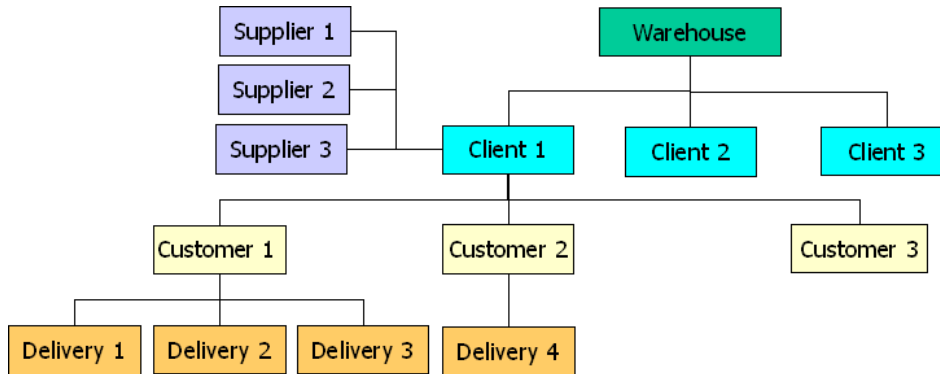 Supplier 1
Warehouse
Supplier 2
Supplier 3
Client 1
Client 2
Client 3
Customer 1
Customer 2
Customer 3
Delivery 1
Delivery 2
Delivery 3
Delivery 4